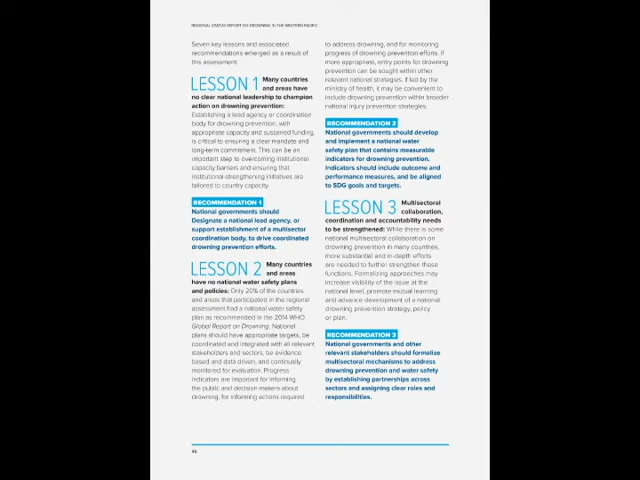 REGIONAL STATUS REPORT ON DROWNING IN THE WESTERN PACIFIC
Seven key lessons and associated
recommendations emerged as a result of
this assessment.
LESSON 1 Many countries
and areas have
no clear national leadership to champion
action on drowning prevention:
Establishing a lead agency or coordination
body for drowning prevention, with
appropriate capacity and sustained funding,
is critical to ensuring a clear mandate and
long-term commitment. This can be an
important step to overcoming institutional
capacity barriers and ensuring that
institutional-strengthening initiatives are
tailored to country capacity.
RECOMMENDATION 1
National governments should
Designate a national lead agency, or
support establishment of a multisector
coordination body, to drive coordinated
drowning prevention efforts.
LESSON 2 Many countries
and areas
have no national water safety plans
and policies: Only 20% of the countries
and areas that participated in the regional
assessment had a national water safety
plan as recommended in the 2014 WHO
Global Report on Drowning. National
plans should have appropriate targets, be
coordinated and integrated with all relevant
stakeholders and sectors, be evidence
based and data driven, and continually
monitored for evaluation. Progress
indicators are important for informing
the public and decision-makers about
drowning, for informing actions required
to address drowning, and for monitoring
progress of drowning prevention efforts. If
more appropriate, entry points for drowning
prevention can be sought within other
relevant national strategies. If led by the
ministry of health, it may be convenient to
include drowning prevention within broader
national injury prevention strategies.
RECOMMENDATION 2
National governments should develop
and implement a national water
safety plan that contains measurable
indicators for drowning prevention.
Indicators should include outcome and
performance measures, and be aligned
to SDG goals and targets.
LESSON 3 Multisectoral
collaboration,
coordination and accountability needs
to be strengthened: While there is some
national multisectoral collaboration on
drowning prevention in many countries,
more substantial and in-depth efforts
are needed to further strengthen these
functions. Formalizing approaches may
increase visibility of the issue at the
national level, promote mutual learning
and advance development of a national
drowning prevention strategy, policy
or plan.
RECOMMENDATION 3
National governments and other
relevant stakeholders should formalize
multisectoral mechanisms to address
drowning prevention and water safety
by establishing partnerships across
sectors and assigning clear roles and
responsibilities.